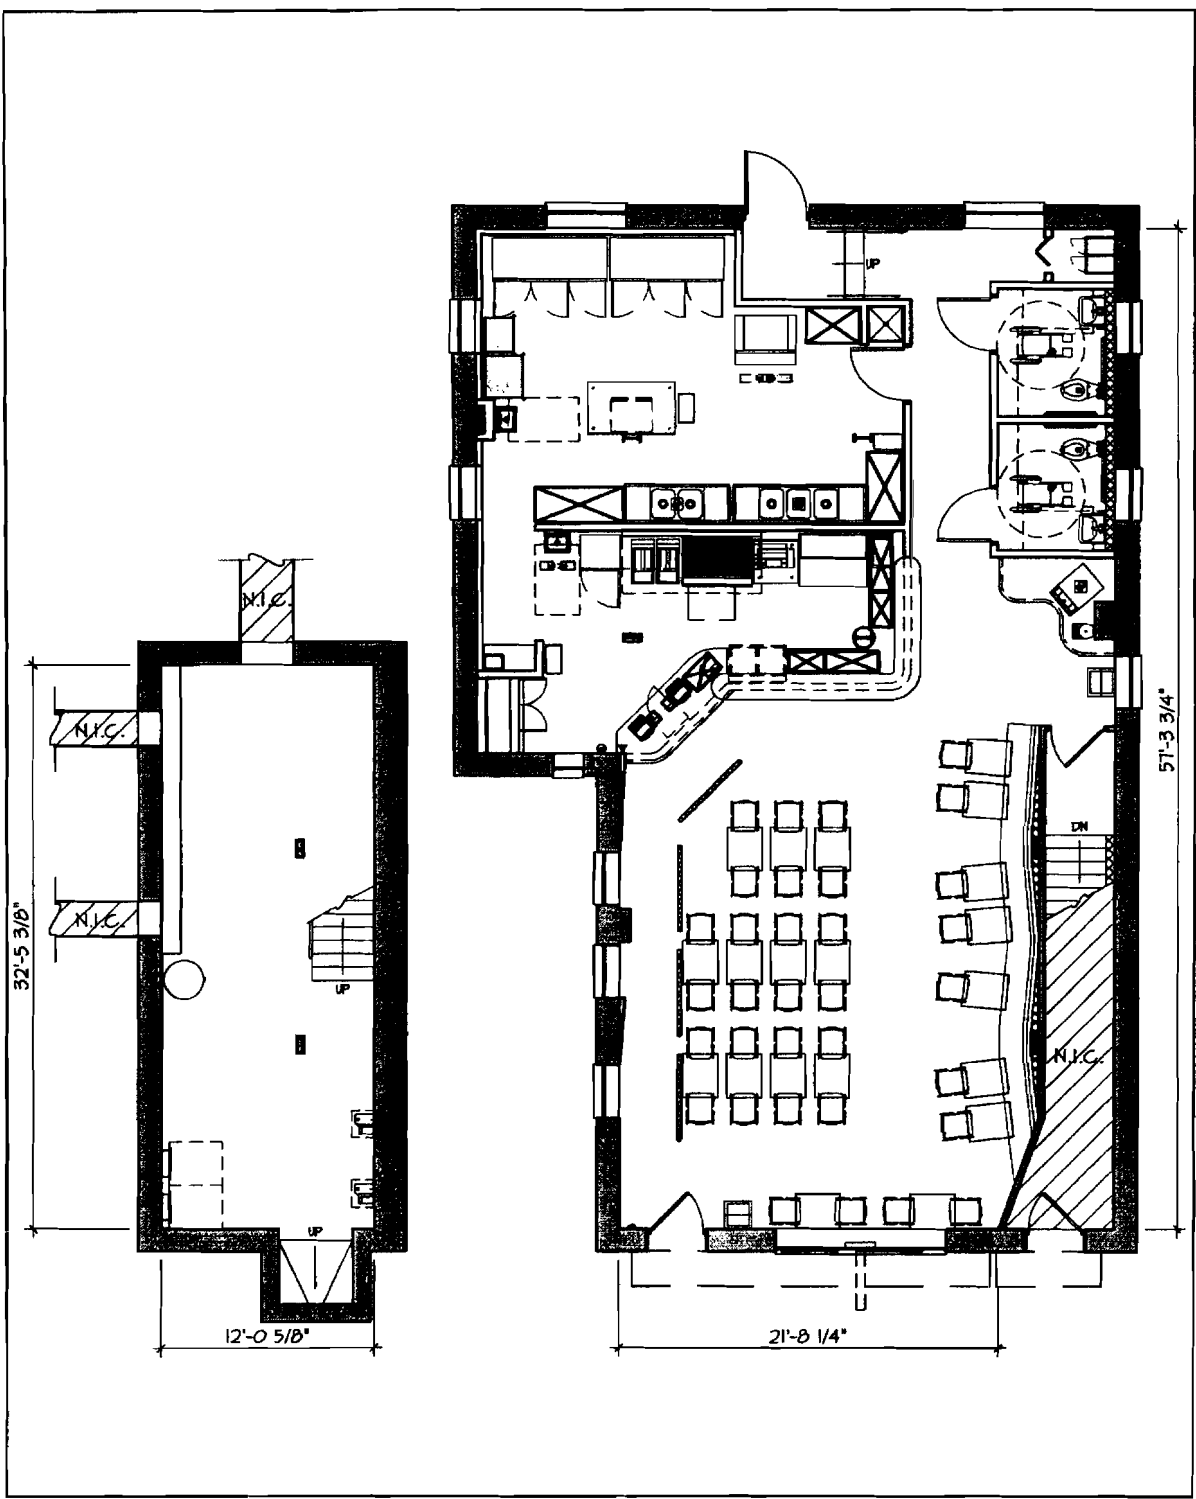 UP
N.I.C.
N.I.C.
57'-3 3/4"
DN
N.I.C.
32'-5 3/8"
UP
N.I.C.
UP
12'-0 5/8"
21'-8 1/4"